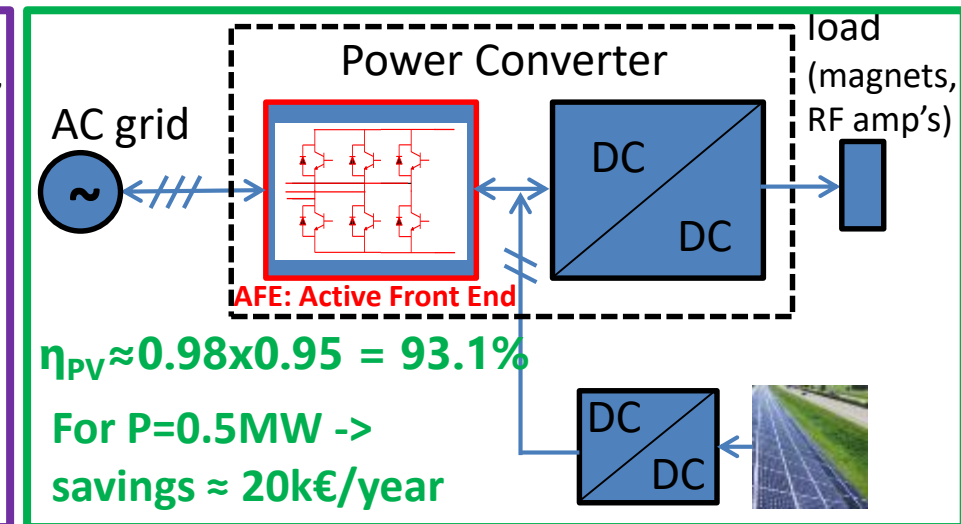 load
Power Converter
(magnets,
RF amp's)
AC grid
~
DC
DC
AFE: Active Front End
ηPV≈0.98x0.95 = 93.1%
For P=0.5MW ->
savings ≈ 20k€/year
DC
DC